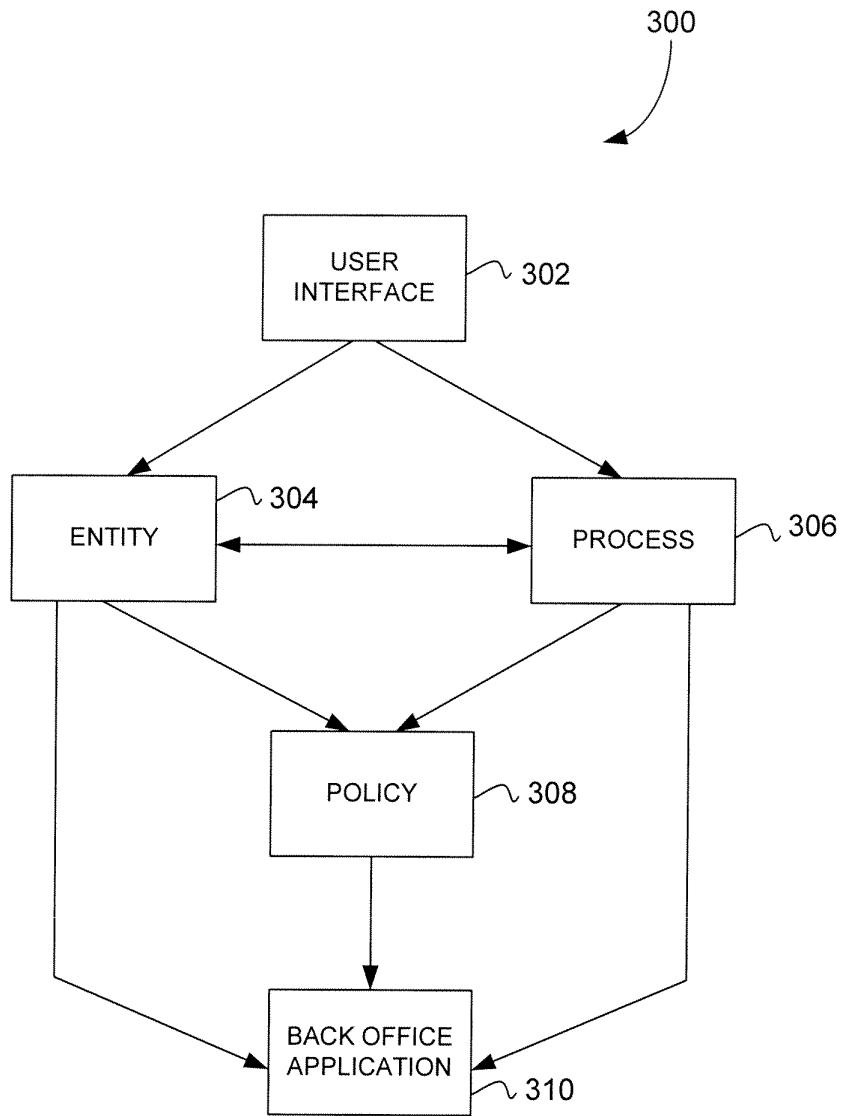 300
USER
INTERFACE
302
ENTITY
304
PROCESS
306
POLICY
308
BACK OFFICE
APPLICATION
310